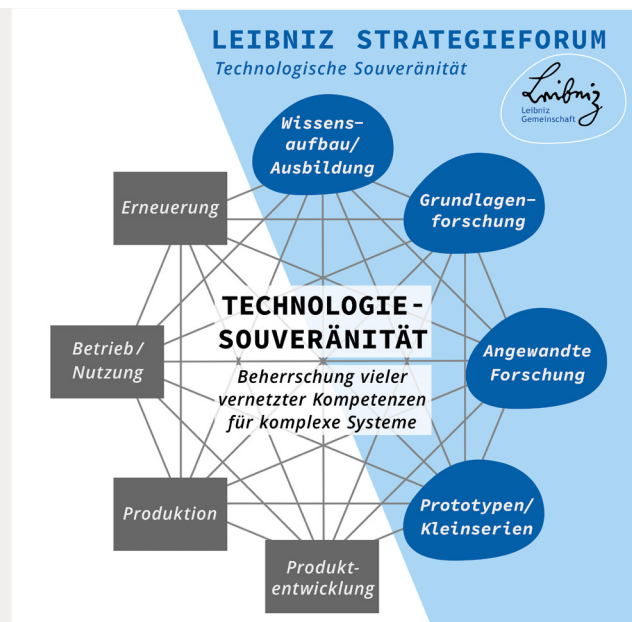 LEIBNIZ STRATEGIEFORUM
Technologische Souveränität
Leibniz
Leibniz
Gemeinschaft
Wissens-
aufbau/
Ausbildung
Grundlagen-
forschung
Erneuerung
TECHNOLOGIE-
SOUVERÄNITÄT
Beherrschung vieler
vernetzter Kompetenzen
für komplexe Systeme
Betrieb/
Nutzung
Angewandte
Forschung
Produktion
Prototypen/
Kleinserien
Produkt-
entwicklung